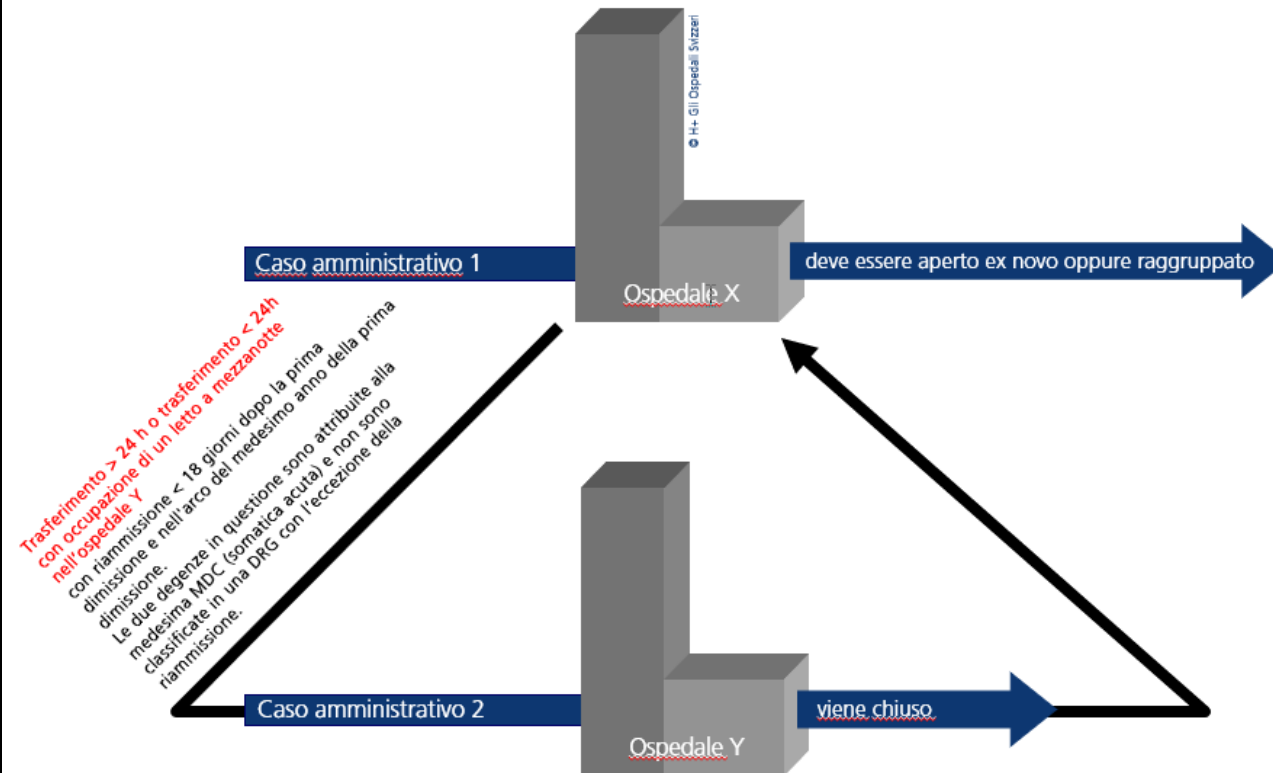 © H+ Gli Ospedali Svizzeri
Caso amministrativo 1
Ospedale X
deve essere aperto ex novo oppure raggruppato
Trasferimento > 24 h o trasferimento < 24h
con occupazione di un letto a mezzanotte
nell'ospedale Y
con riammissione < 18 giorni dopo la prima
dimissione e nell'arco del medesimo anno della prima
dimissione.
Le due degenze in questione sono attribuite alla
medesima MDC (somatica acuta) e non sono
classificate in una DRG con l'eccezione della
riammissione.
Caso amministrativo 2
Ospedale Y
viene chiuso